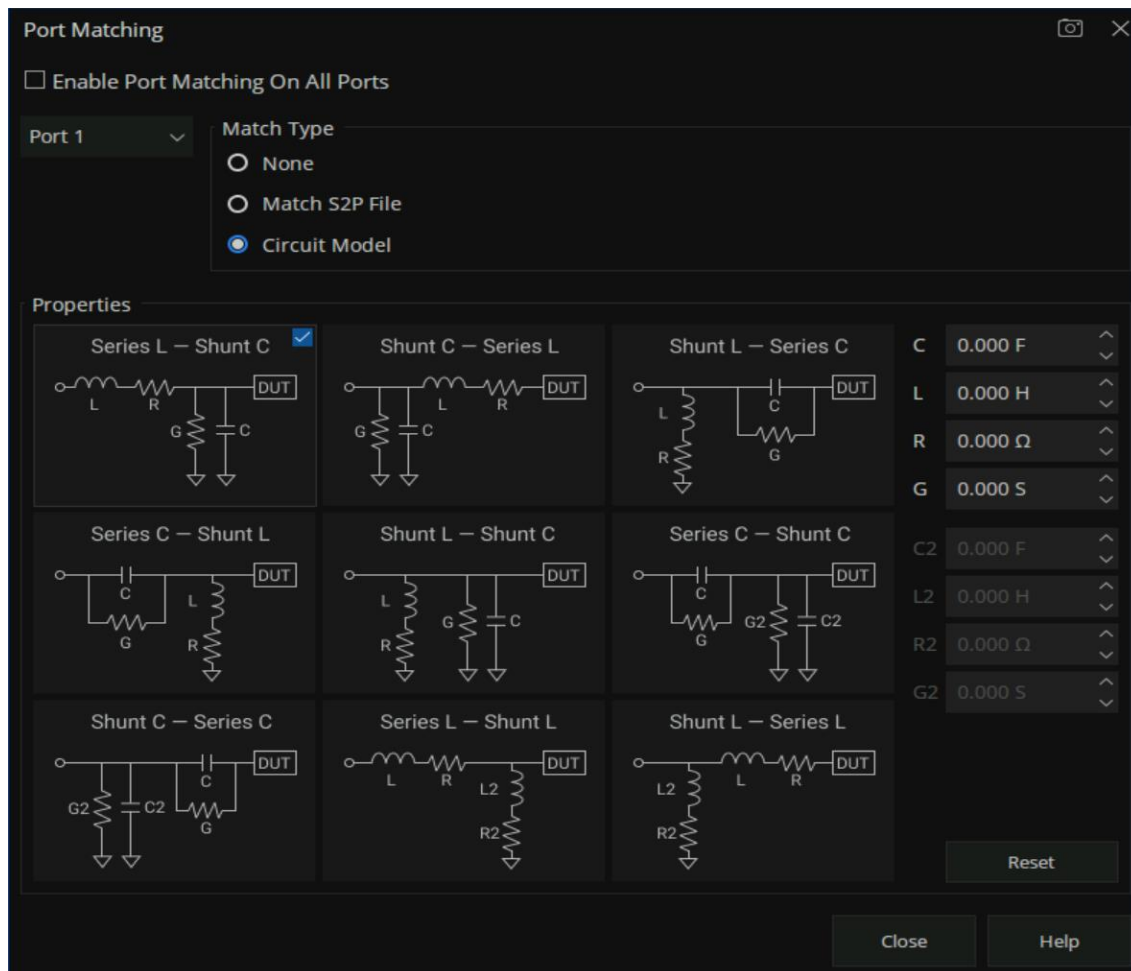 Port Matching
Enable Port Matching On All Ports
Port 1
Match Type
None
Match S2P File
Circuit Model
Properties
Series L — Shunt C
L
R
G
C
DUT
Shunt C — Series L
G
C
L
R
DUT
Shunt L — Series C
L
R
C
G
DUT
Series C — Shunt L
C
G
L
R
DUT
Shunt L — Shunt C
L
R
G
C
DUT
Series C — Shunt C
C
G
G2
C2
DUT
Shunt C — Series C
G2
C2
C
G
DUT
Series L — Shunt L
L
R
L2
R2
DUT
Shunt L — Series L
L2
R2
L
R
DUT
C 0.000 F
L 0.000 H
R 0.000 Ω
G 0.000 S
C2 0.000 F
L2 0.000 H
R2 0.000 Ω
G2 0.000 S
Reset
Close
Help